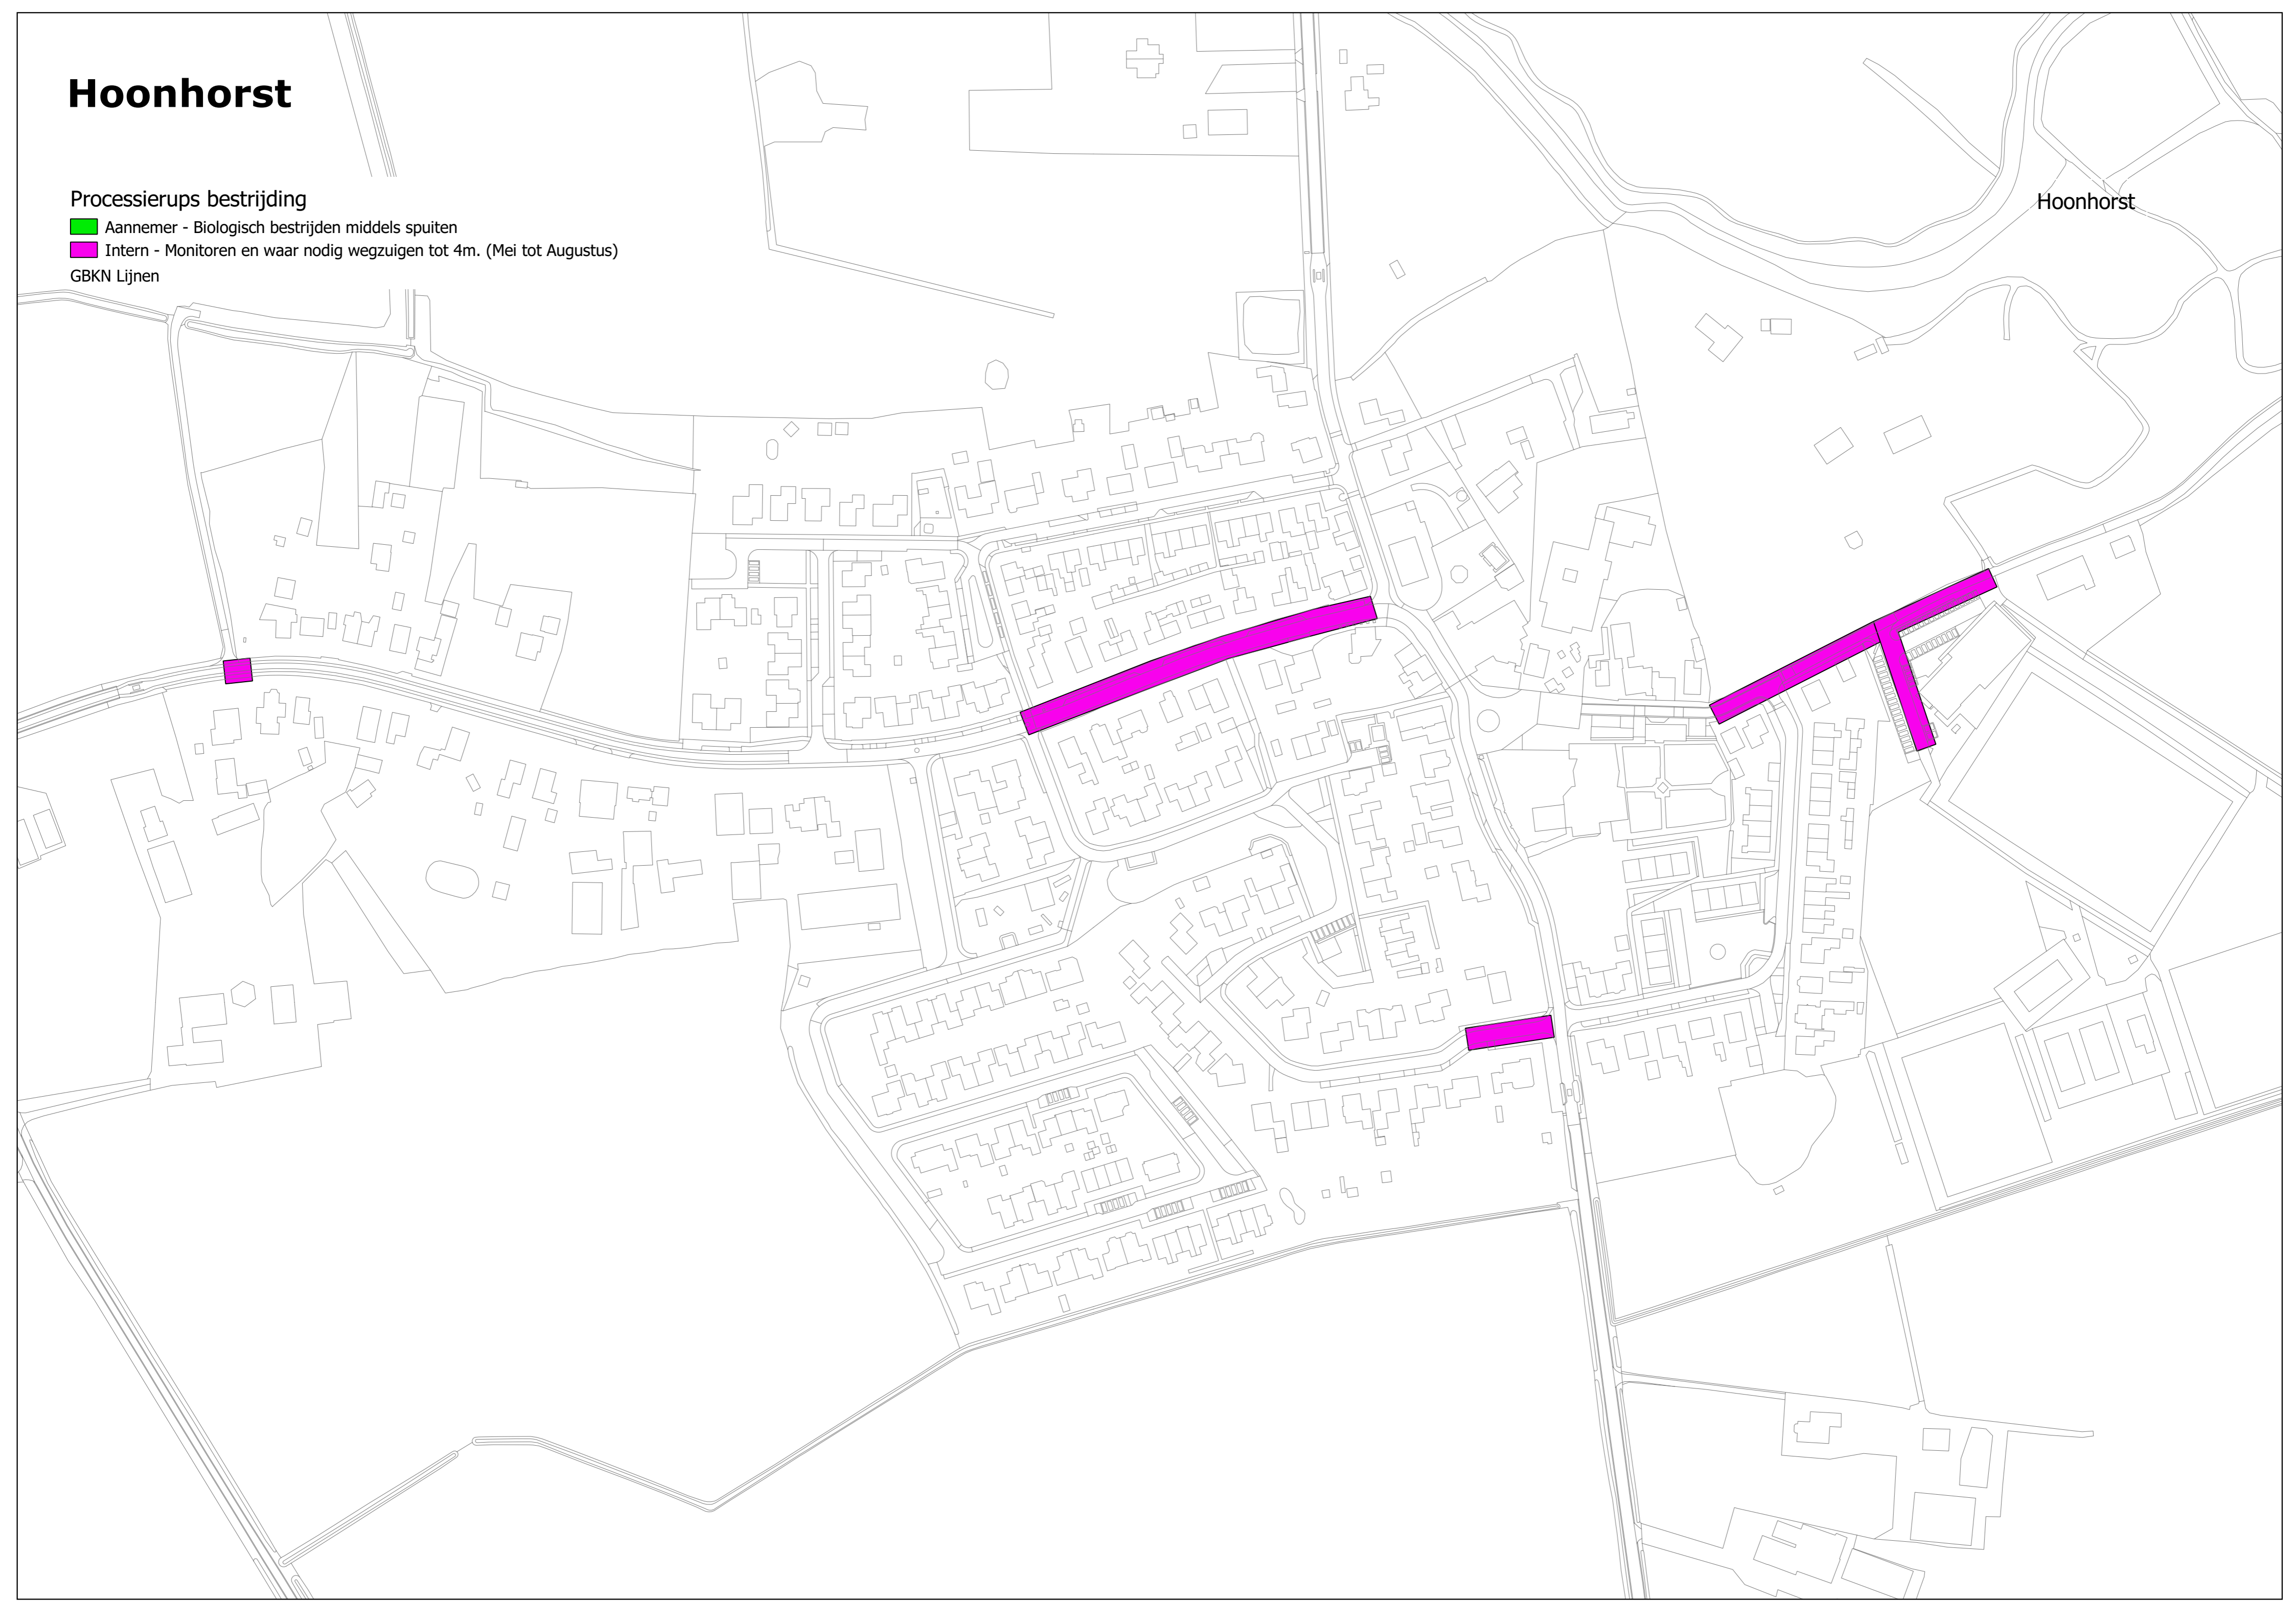 Hoonhorst
Processierups bestrijding
Aannemer - Biologisch bestrijden middels spuiten
Intern - Monitoren en waar nodig wegzuigen tot 4m. (Mei tot Augustus)
GBKN Lijnen
Hoonhorst